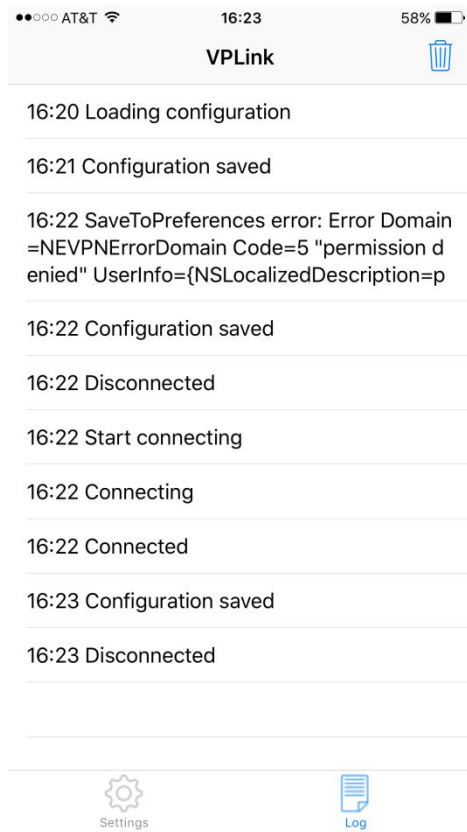 AT&T 16:23 58%
VPLink
16:20 Loading configuration
16:21 Configuration saved
16:22 SaveToPreferences error: Error Domain
=NEVPNErrorDomain Code=5 "permission d
enied" UserInfo={NSLocalizedDescription=p
16:22 Configuration saved
16:22 Disconnected
16:22 Start connecting
16:22 Connecting
16:22 Connected
16:23 Configuration saved
16:23 Disconnected
Settings Log